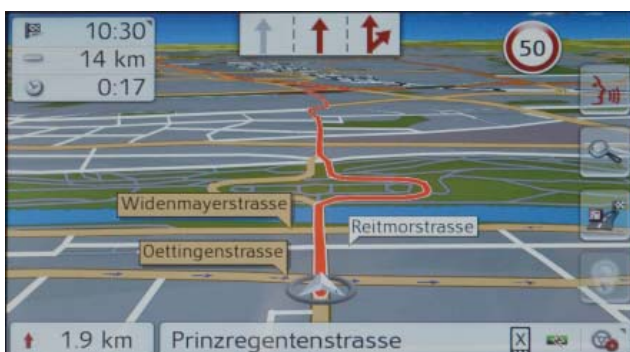 10:30
14 km
0:17
50
Widenmayerstrasse
Reitmorstrasse
Oettingenstrasse
1.9 km
Prinzregentenstrasse
X